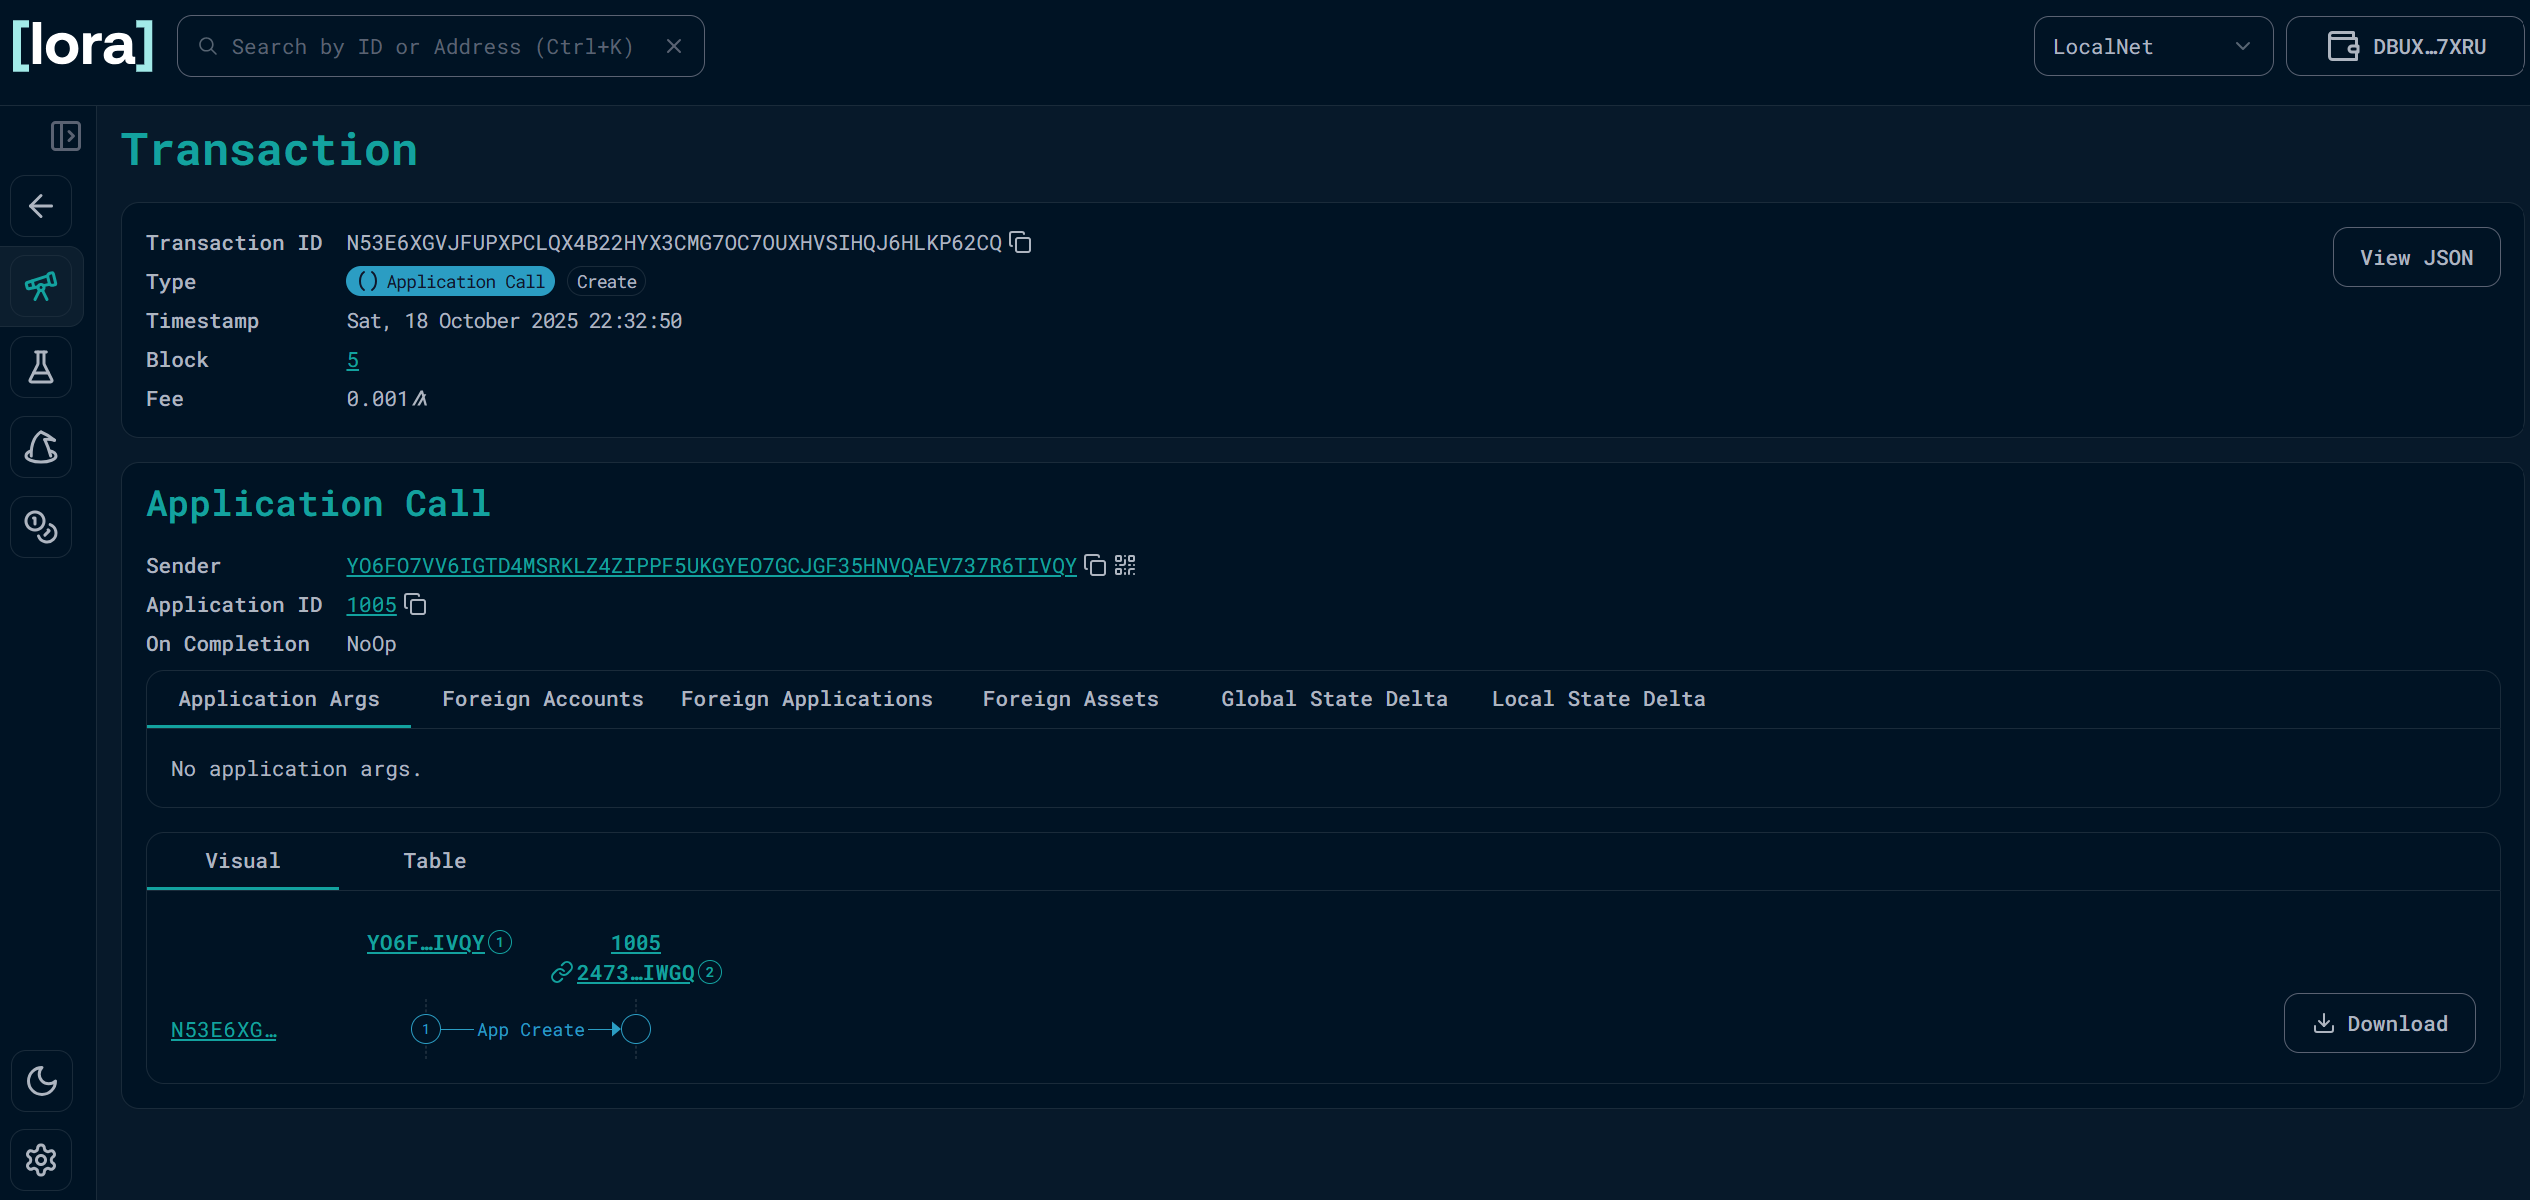 [lora]
Search by ID or Address (Ctrl+K)
LocalNet
DBUX…7XRU
Transaction
Transaction ID N53E6XGVJFUPXPCLQX4B22HYX3CMG7OC7OUXHVSIHQJ6HLKP62CQ
View JSON
Type () Application Call Create
Timestamp Sat, 18 October 2025 22:32:50
Block 5
Fee 0.001
Application Call
Sender YO6FO7VV6IGTD4MSRKLZ4ZIPPF5UKGYEO7GCJGF35HNVQAEV737R6TIVQY
Application ID 1005
On Completion NoOp
Application Args Foreign Accounts Foreign Applications Foreign Assets Global State Delta Local State Delta
No application args.
Visual Table
YO6F…IVQY 1 1005
2473…IWGQ 2
N53E6XG… 1 App Create
Download